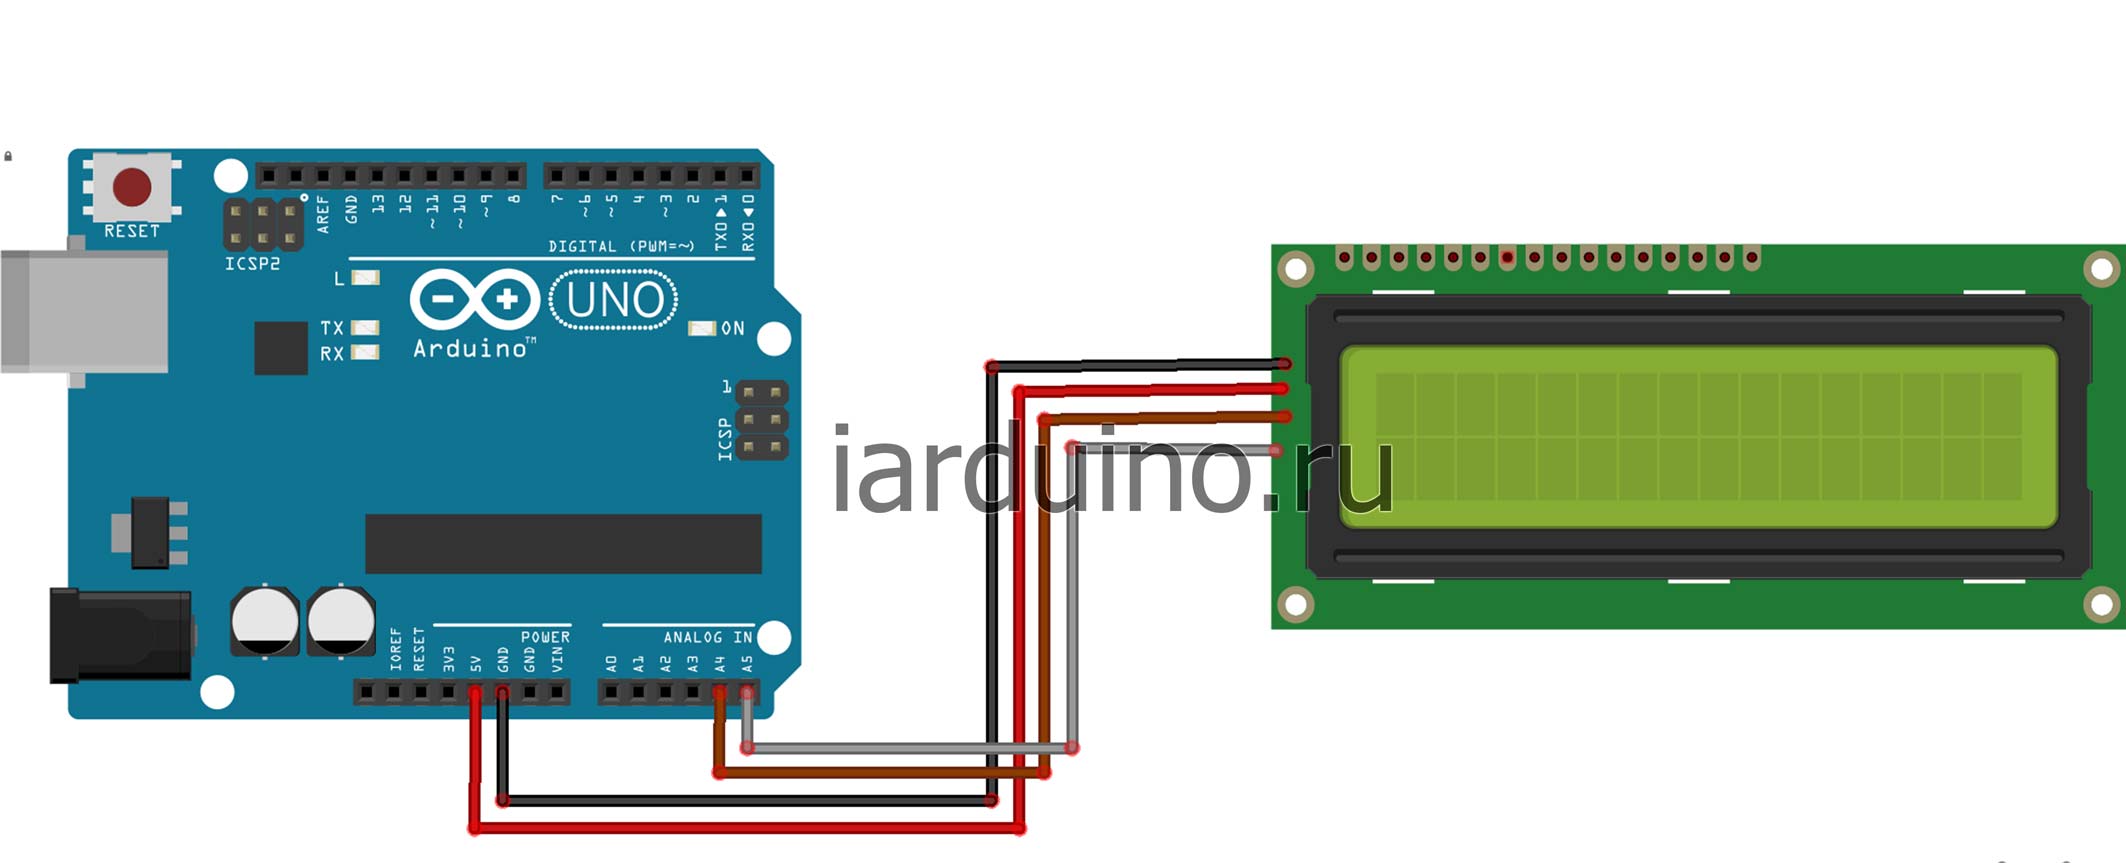 RESET
ICSP2
AREF
GND
13
12
~11
~10
~9
8
7
~6
~5
4
~3
2
TX0▶1
RX0◀0
DIGITAL (PWM=~)
L
TX
RX
UNO
Arduino™
ON
1
ICSP
iarduino.ru
POWER
ANALOG IN
IOREF
RESET
3V3
5V
GND
GND
VIN
A0
A1
A2
A3
A4
A5